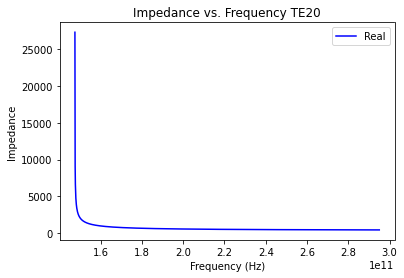 Impedance vs. Frequency TE20
Real
Impedance
25000
20000
15000
10000
5000
0
1.6
1.8
2.0
2.2
2.4
2.6
2.8
3.0
1e11
Frequency (Hz)